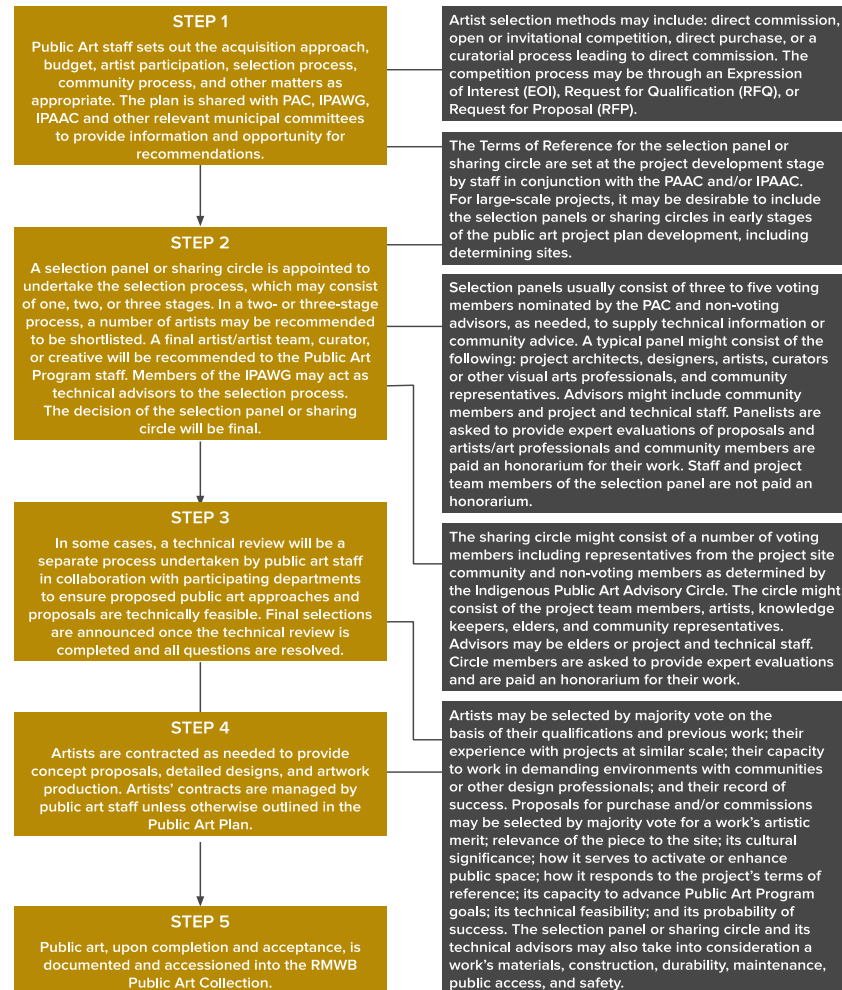 STEP 1
Public Art staff sets out the acquisition approach,
budget, artist participation, selection process,
community process, and other matters as
appropriate. The plan is shared with PAC, IPAWG,
IPAAC and other relevant municipal committees
to provide information and opportunity for
recommendations.
STEP 2
A selection panel or sharing circle is appointed to
undertake the selection process, which may consist
of one, two, or three stages. In a two- or three-stage
process, a number of artists may be recommended
to be shortlisted. A final artist/artist team, curator,
or creative will be recommended to the Public Art
Program staff. Members of the IPAWG may act as
technical advisors to the selection process.
The decision of the selection panel or sharing
circle will be final.
STEP 3
In some cases, a technical review will be a
separate process undertaken by public art staff
in collaboration with participating departments
to ensure proposed public art approaches and
proposals are technically feasible. Final selections
are announced once the technical review is
completed and all questions are resolved.
STEP 4
Artists are contracted as needed to provide
concept proposals, detailed designs, and artwork
production. Artists' contracts are managed by
public art staff unless otherwise outlined in the
Public Art Plan.
STEP 5
Public art, upon completion and acceptance, is
documented and accessioned into the RMWB
Public Art Collection.
Artist selection methods may include: direct commission,
open or invitational competition, direct purchase, or a
curatorial process leading to direct commission. The
competition process may be through an Expression
of Interest (EOI), Request for Qualification (RFQ), or
Request for Proposal (RFP).
The Terms of Reference for the selection panel or
sharing circle are set at the project development stage
by staff in conjunction with the PAAC and/or IPAAC.
For large-scale projects, it may be desirable to include
the selection panels or sharing circles in early stages
of the public art project plan development, including
determining sites.
Selection panels usually consist of three to five voting
members nominated by the PAC and non-voting
advisors, as needed, to supply technical information or
community advice. A typical panel might consist of the
following: project architects, designers, artists, curators
or other visual arts professionals, and community
representatives. Advisors might include community
members and project and technical staff. Panelists are
asked to provide expert evaluations of proposals and
artists/art professionals and community members are
paid an honorarium for their work. Staff and project
team members of the selection panel are not paid an
honorarium.
The sharing circle might consist of a number of voting
members including representatives from the project site
community and non-voting members as determined by
the Indigenous Public Art Advisory Circle. The circle might
consist of the project team members, artists, knowledge
keepers, elders, and community representatives.
Advisors may be elders or project and technical staff.
Circle members are asked to provide expert evaluations
and are paid an honorarium for their work.
Artists may be selected by majority vote on the
basis of their qualifications and previous work; their
experience with projects at similar scale; their capacity
to work in demanding environments with communities
or other design professionals; and their record of
success. Proposals for purchase and/or commissions
may be selected by majority vote for a work's artistic
merit; relevance of the piece to the site; its cultural
significance; how it serves to activate or enhance
public space; how it responds to the project's terms of
reference; its capacity to advance Public Art Program
goals; its technical feasibility; and its probability of
success. The selection panel or sharing circle and its
technical advisors may also take into consideration a
work's materials, construction, durability, maintenance,
public access, and safety.